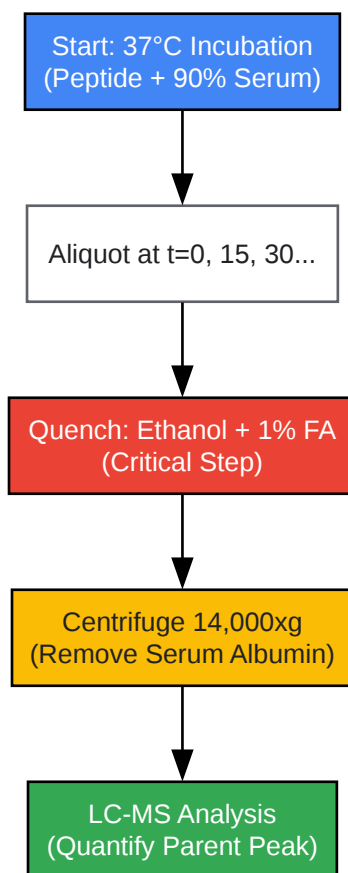 Start: 37°C Incubation
(Peptide + 90% Serum)
Aliquot at t=0, 15, 30...
Quench: Ethanol + 1% FA
(Critical Step)
Centrifuge 14,000xg
(Remove Serum Albumin)
LC-MS Analysis
(Quantify Parent Peak)